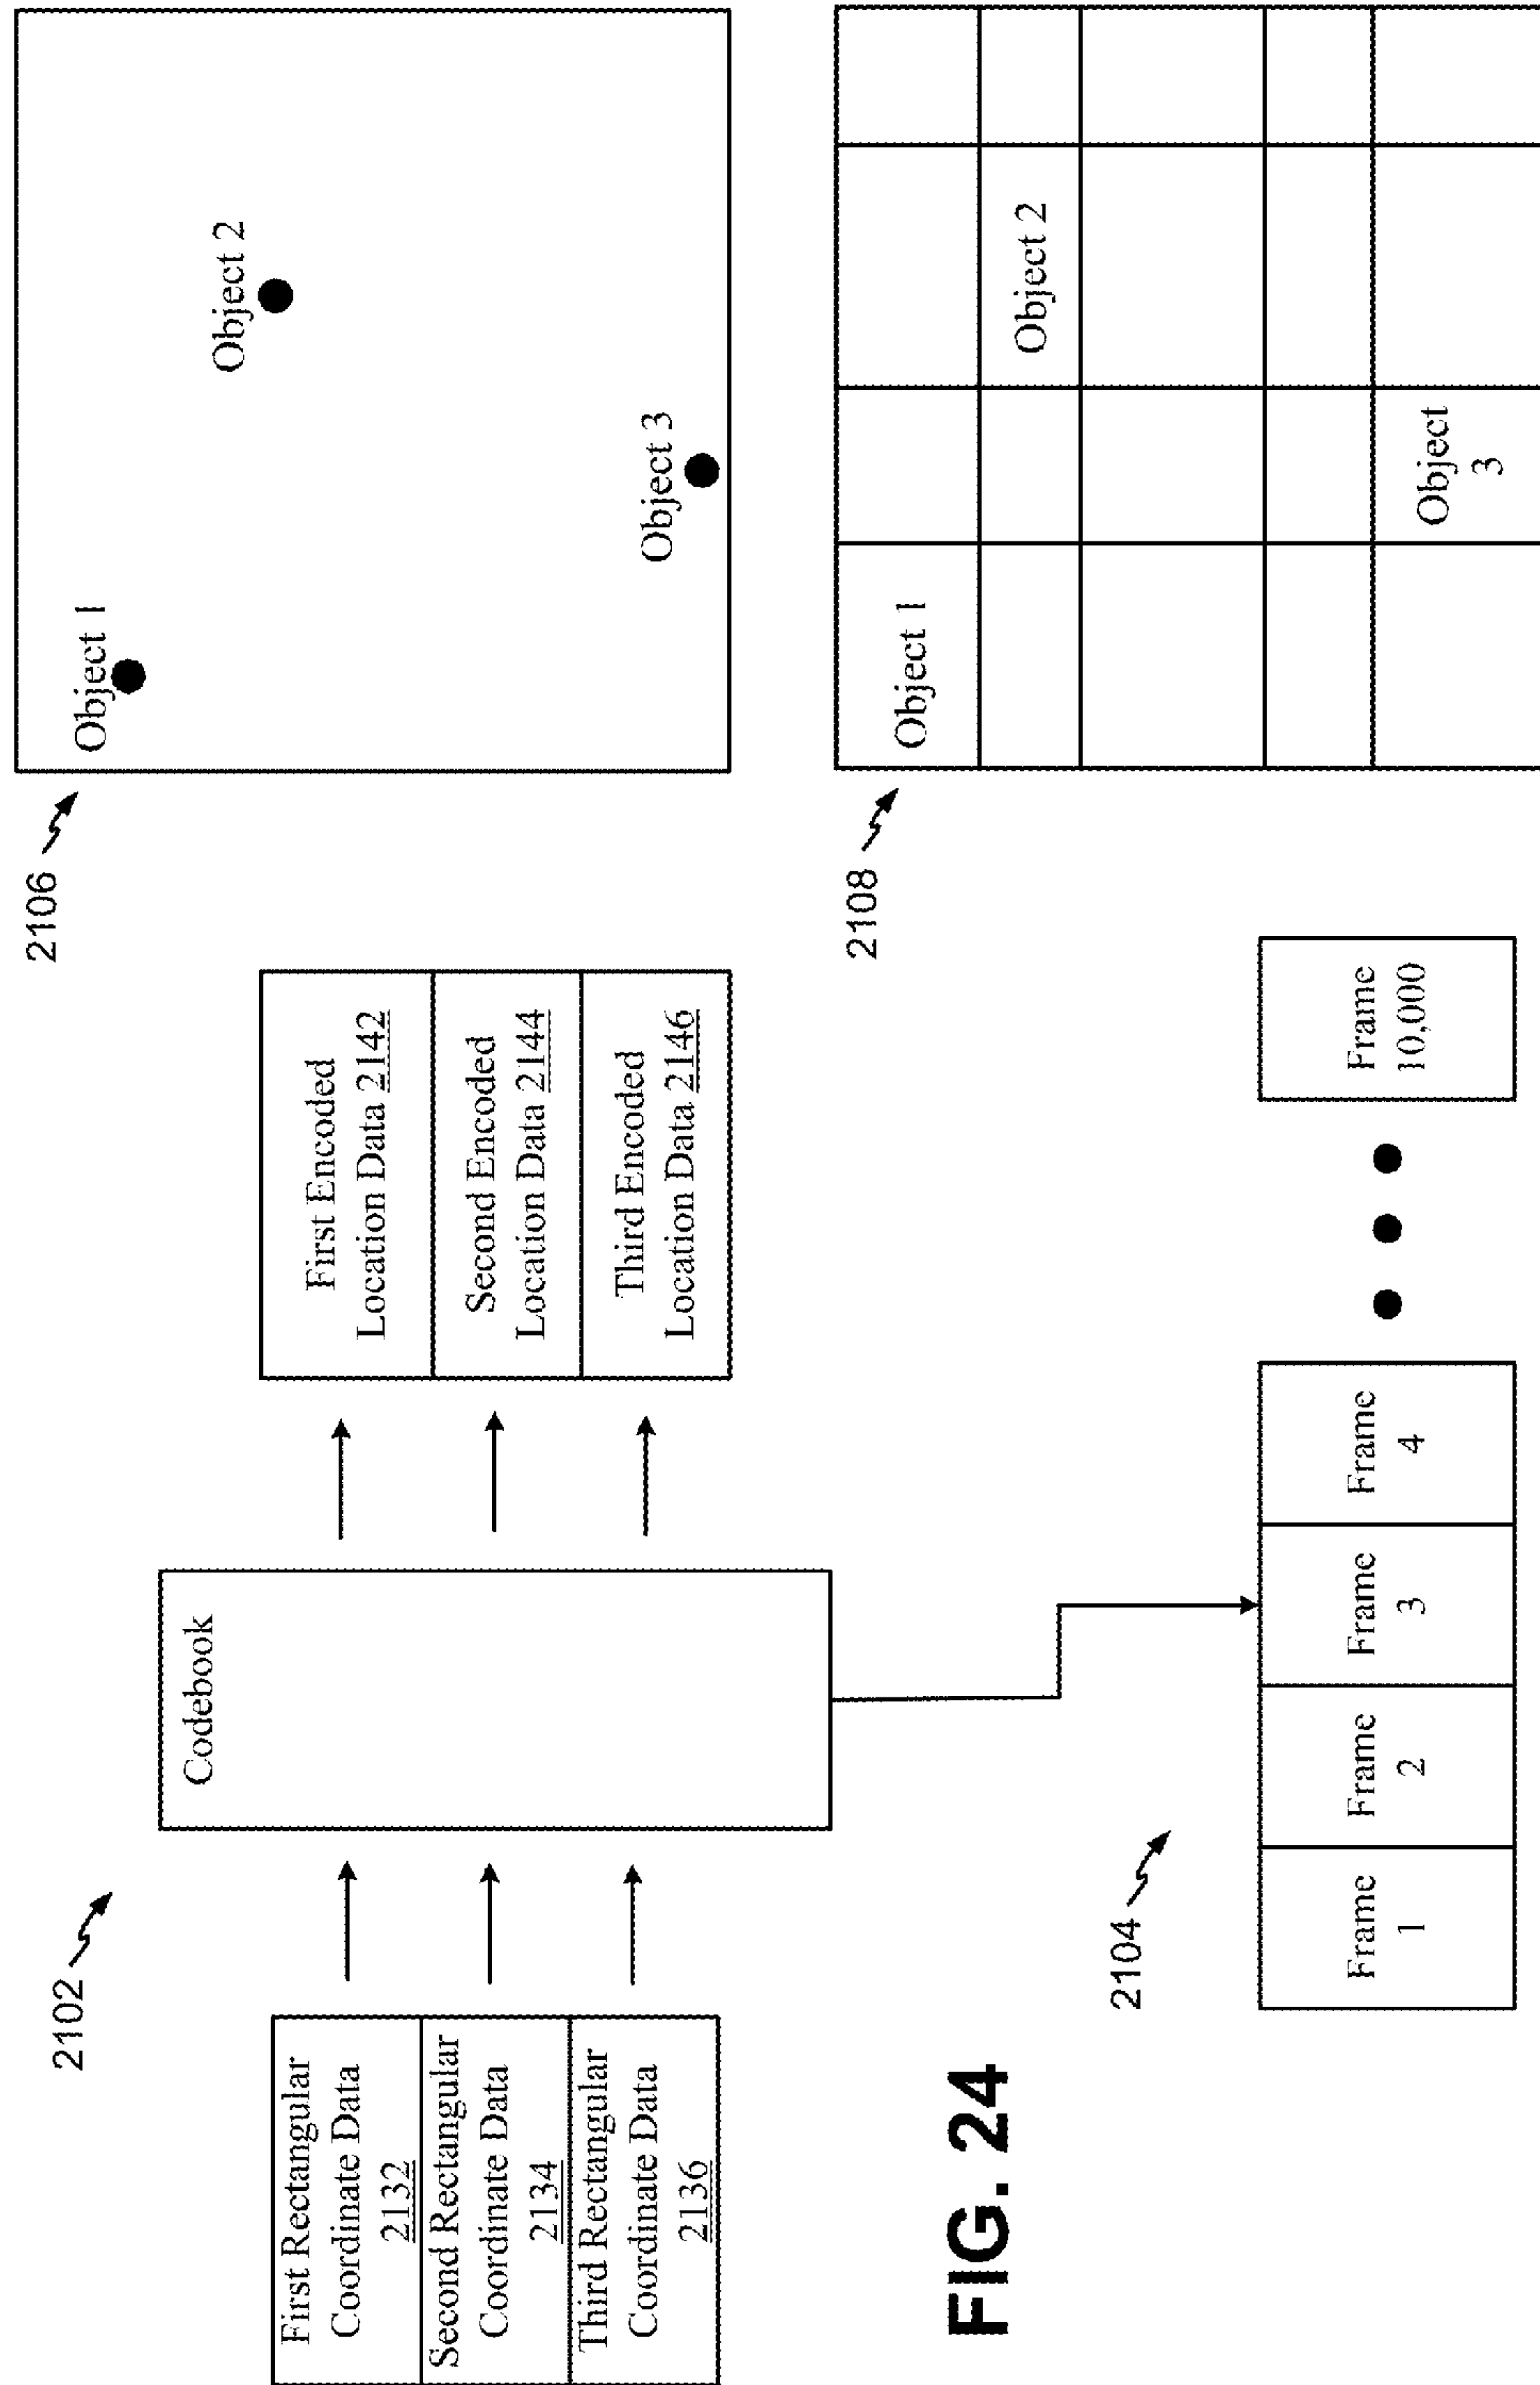 2102
First Rectangular
Coordinate Data
2132
Second Rectangular
Coordinate Data
2134
Third Rectangular
Coordinate Data
2136
Codebook
First Encoded
Location Data 2142
Second Encoded
Location Data 2144
Third Encoded
Location Data 2146
2106
Object 1
Object 2
Object 3
2104
Frame
1
Frame
2
Frame
3
Frame
4
Frame
10,000
2108
Object 1
Object 2
Object
3
FIG. 24